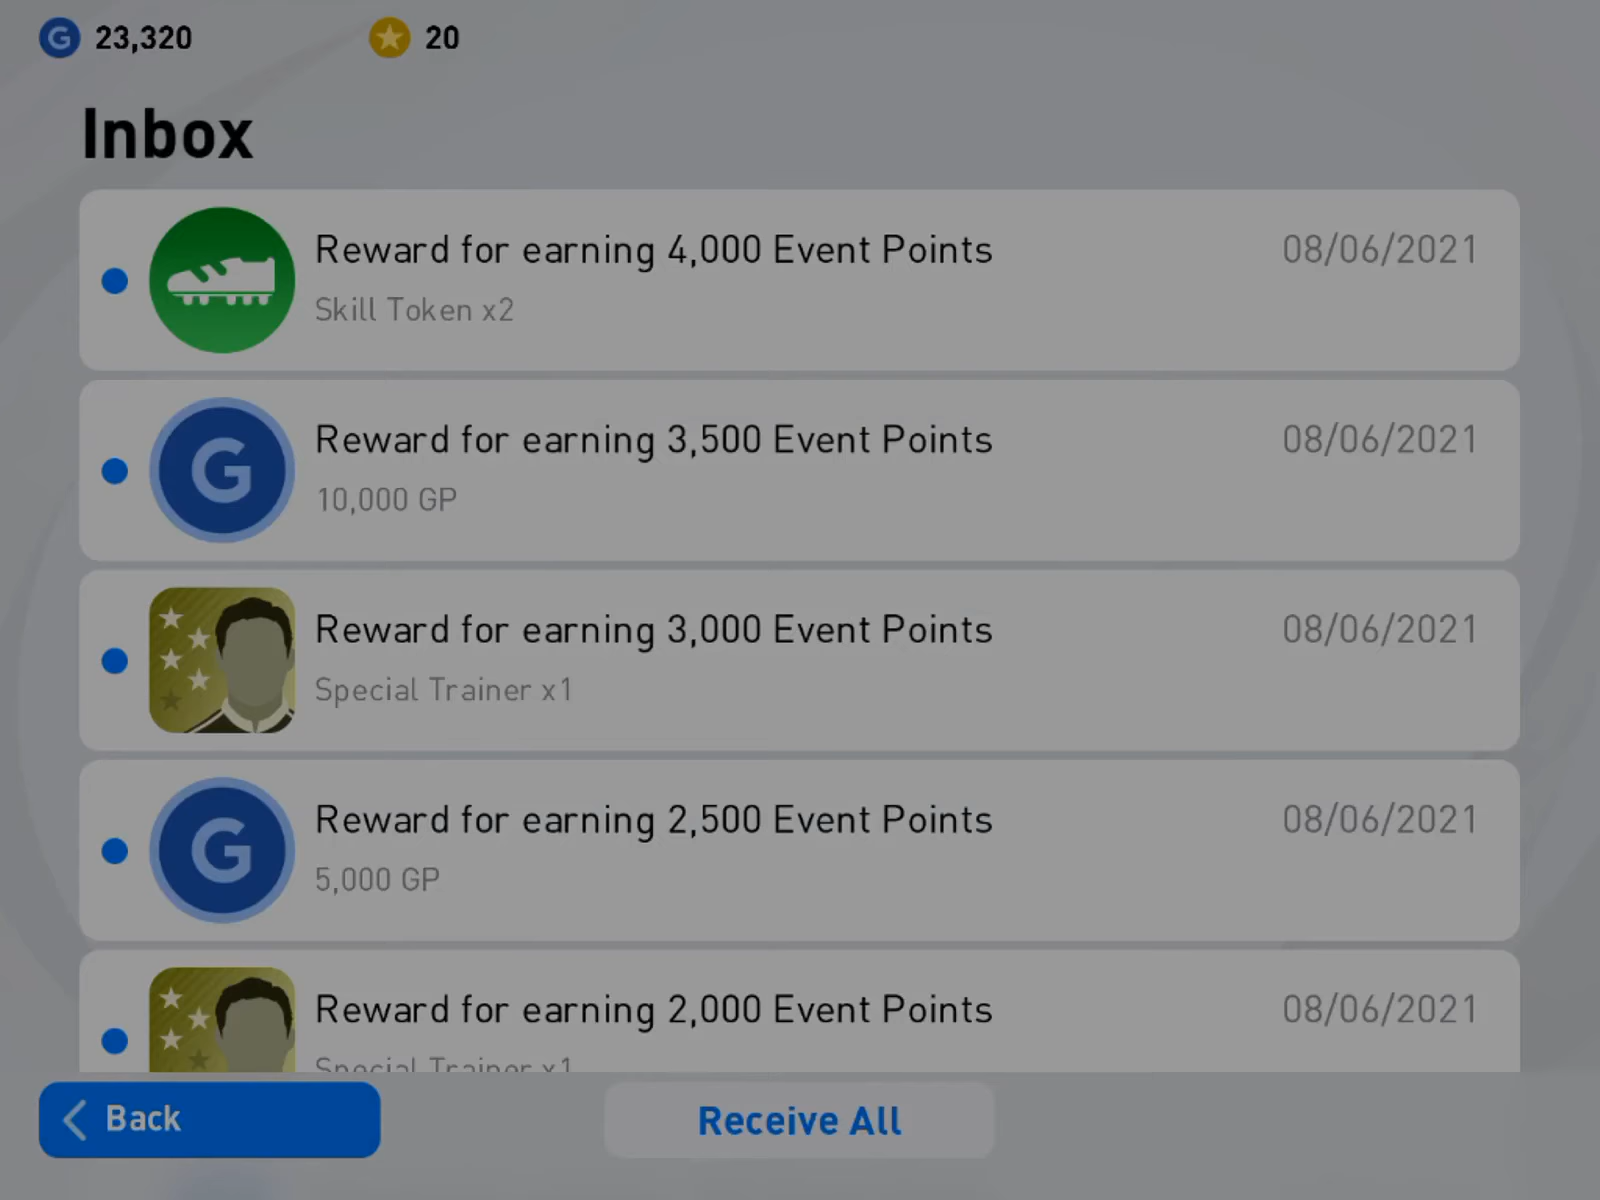 G 23,320 20
Inbox
Reward for earning 4,000 Event Points 08/06/2021
Skill Token x2
G
Reward for earning 3,500 Event Points 08/06/2021
10,000 GP
Reward for earning 3,000 Event Points 08/06/2021
Special Trainer x1
G
Reward for earning 2,500 Event Points 08/06/2021
5,000 GP
Reward for earning 2,000 Event Points 08/06/2021
Special Trainer x1
Back
Receive All